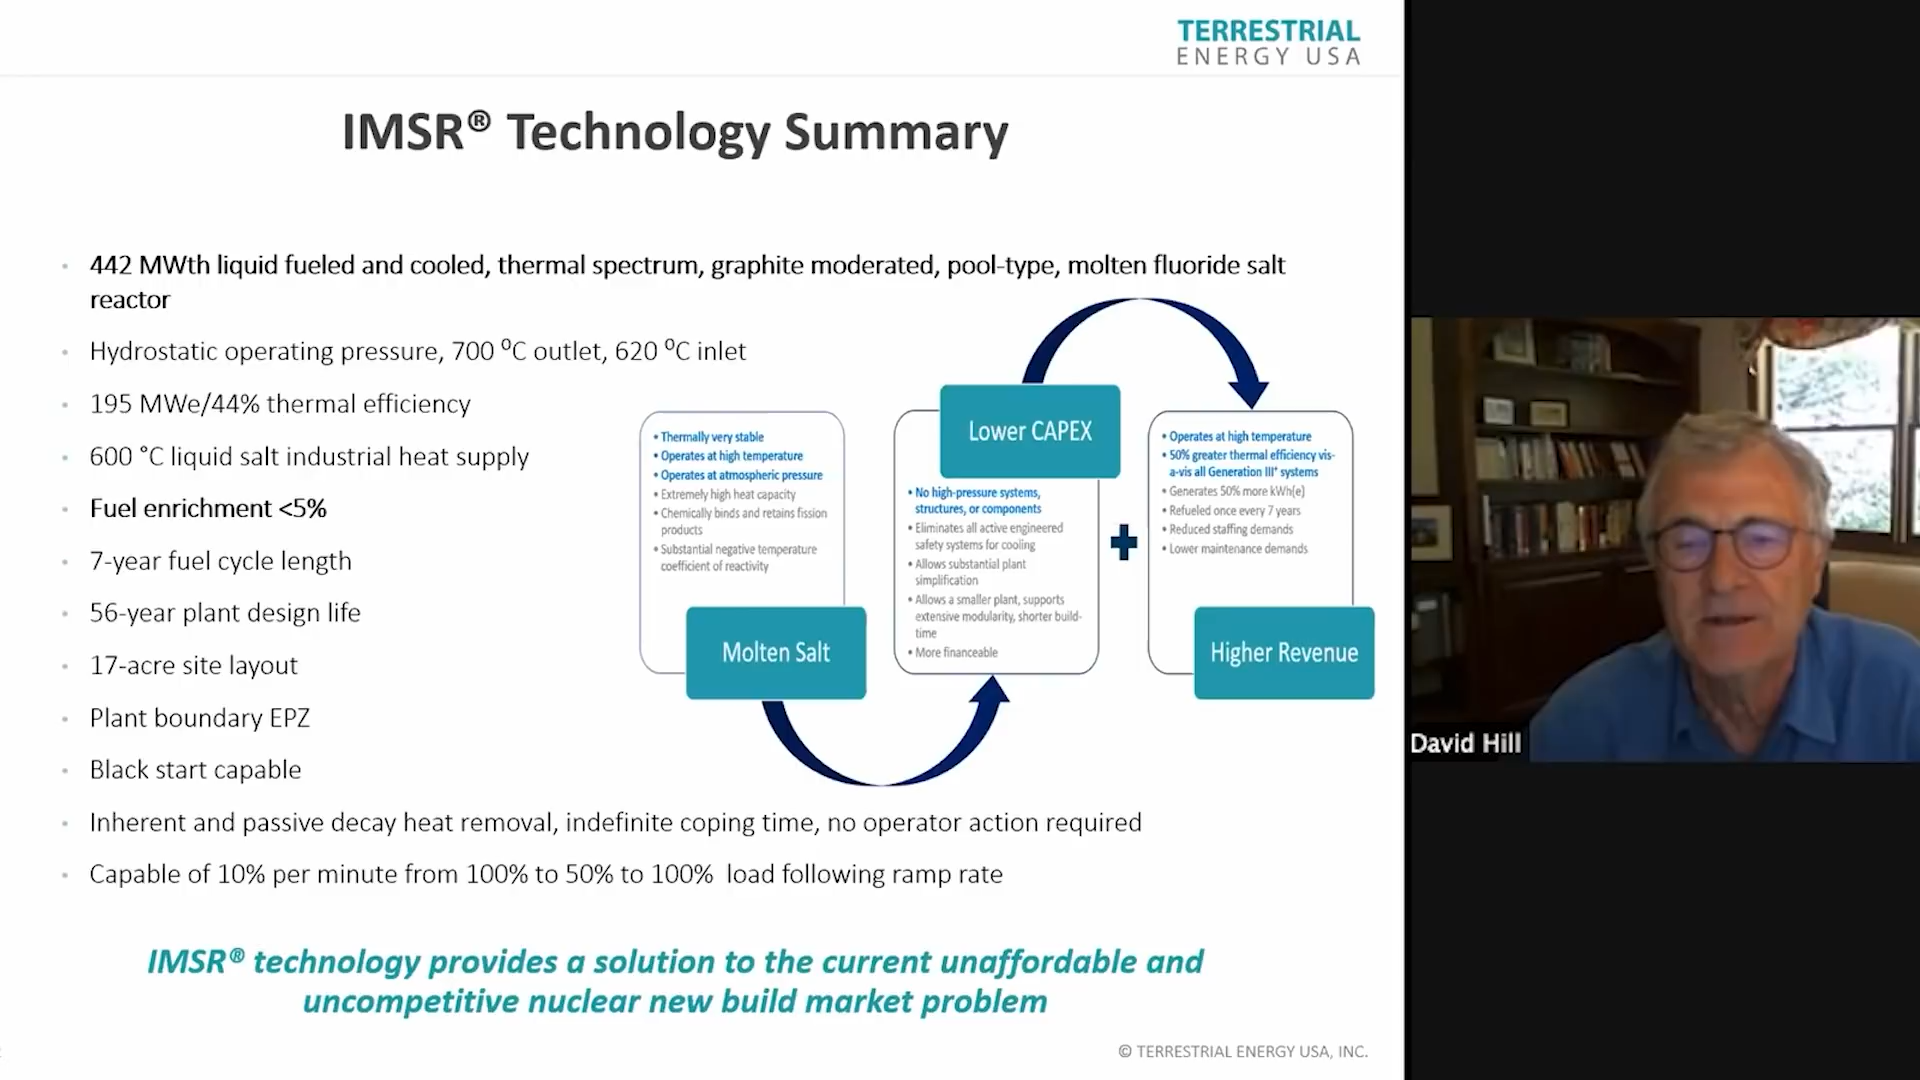 TERRESTRIAL
ENERGY USA
IMSR® Technology Summary
• 442 MWth liquid fueled and cooled, thermal spectrum, graphite moderated, pool-type, molten fluoride salt
reactor
• Hydrostatic operating pressure, 700 ⁰C outlet, 620 ⁰C inlet
• 195 MWe/44% thermal efficiency
• 600 °C liquid salt industrial heat supply
• Fuel enrichment <5%
• 7-year fuel cycle length
• 56-year plant design life
• 17-acre site layout
• Plant boundary EPZ
• Black start capable
• Inherent and passive decay heat removal, indefinite coping time, no operator action required
• Capable of 10% per minute from 100% to 50% to 100% load following ramp rate
• Thermally very stable
• Operates at high temperature
• Operates at atmospheric pressure
• Extremely high heat capacity
• Chemically binds and retains fission
products
• Substantial negative temperature
coefficient of reactivity
Molten Salt
Lower CAPEX
• No high-pressure systems,
structures, or components
• Eliminates all active engineered
safety systems for cooling
• Allows substantial plant
simplification
• Allows a smaller plant, supports
extensive modularity, shorter build-
time
• More financeable
• Operates at high temperature
• 50% greater thermal efficiency vis-
a-vis all Generation III⁺ systems
• Generates 50% more kWh(e)
• Refueled once every 7 years
• Reduced staffing demands
• Lower maintenance demands
Higher Revenue
IMSR® technology provides a solution to the current unaffordable and
uncompetitive nuclear new build market problem
© TERRESTRIAL ENERGY USA, INC.
David Hill